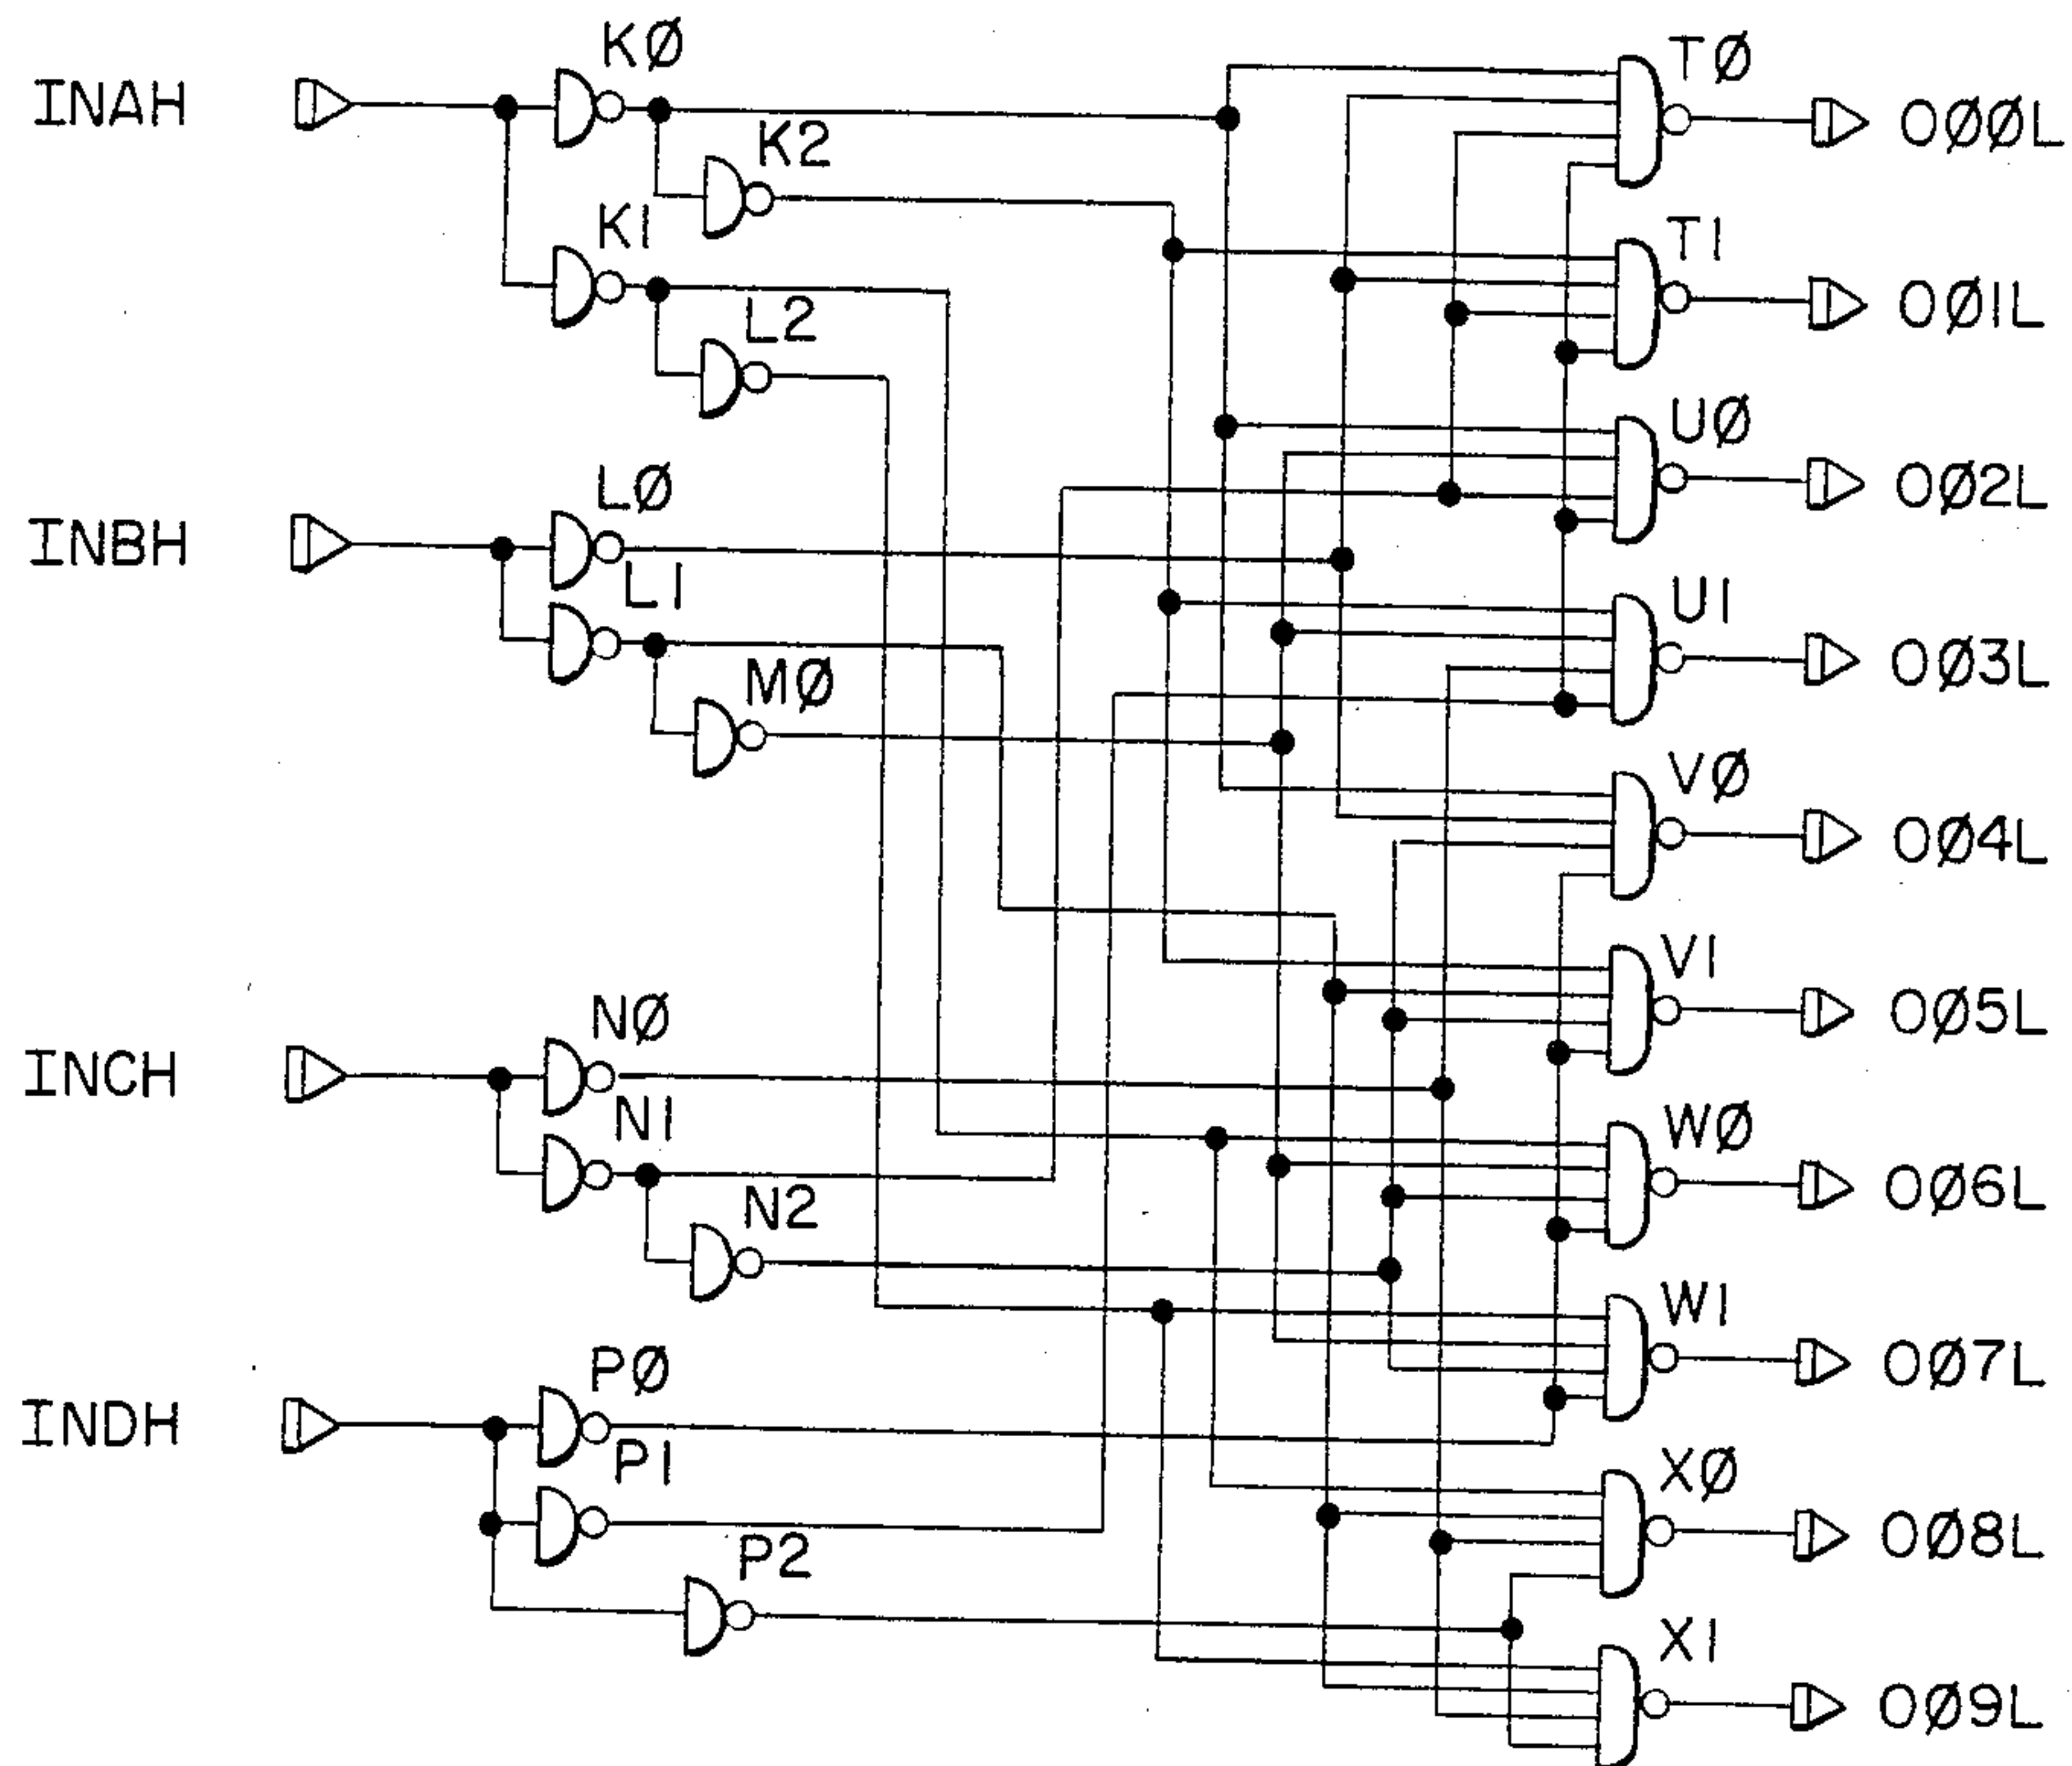 INAH
KØ
K2
K1
L2
INBH
LØ
L1
MØ
INCH
NØ
N1
N2
INDH
PØ
P1
P2
TØ
OØØL
T1
OØ1L
UØ
OØ2L
U1
OØ3L
VØ
OØ4L
V1
OØ5L
WØ
OØ6L
W1
OØ7L
XØ
OØ8L
X1
OØ9L